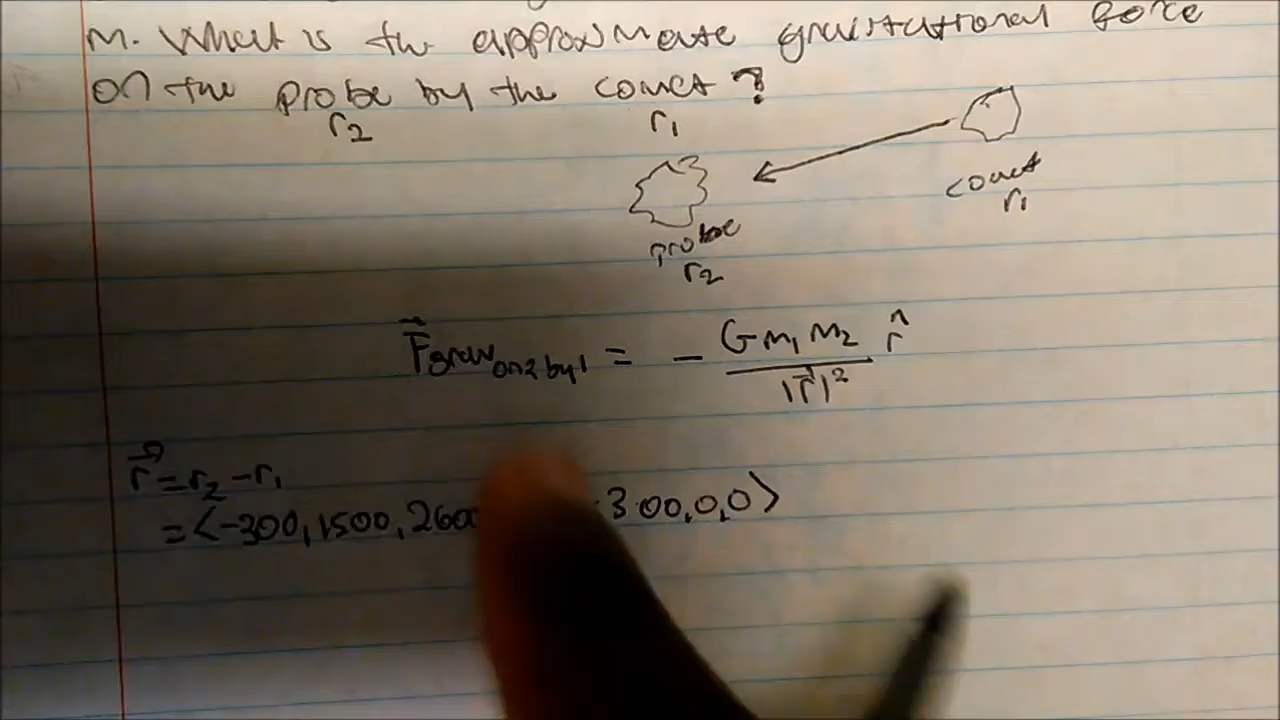 m. What is the approximate gravitational force
on the probe by the comet?
r₂ r₁
comet
r₁
probe
r₂
F⃗grav on 2 by 1 = - Gm₁m₂ r̂
|r⃗|²
r⃗ = r₂ - r₁
= <-300, 1500, 260 300, 0, 0>